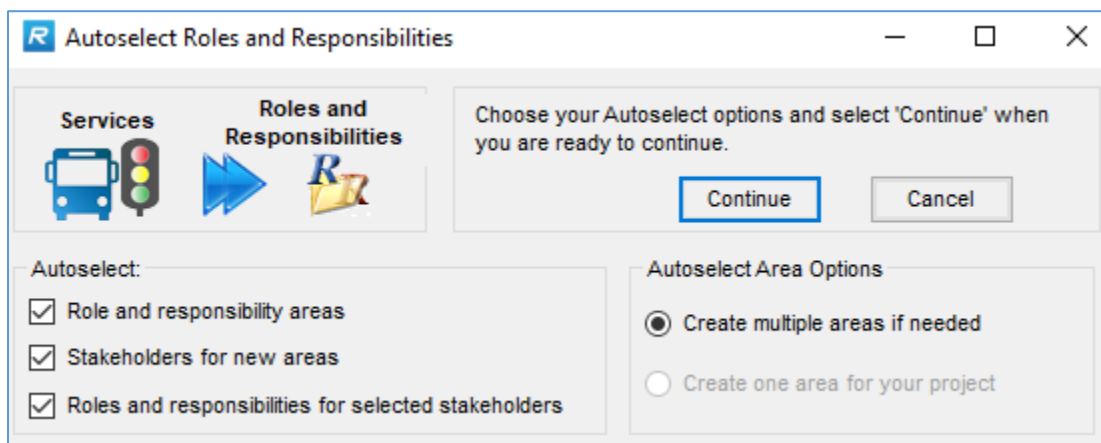 R Autoselect Roles and Responsibilities
Services
Roles and
Responsibilities
R R
Choose your Autoselect options and select 'Continue' when
you are ready to continue.
Continue
Cancel
Autoselect:
Role and responsibility areas
Stakeholders for new areas
Roles and responsibilities for selected stakeholders
Autoselect Area Options
Create multiple areas if needed
Create one area for your project